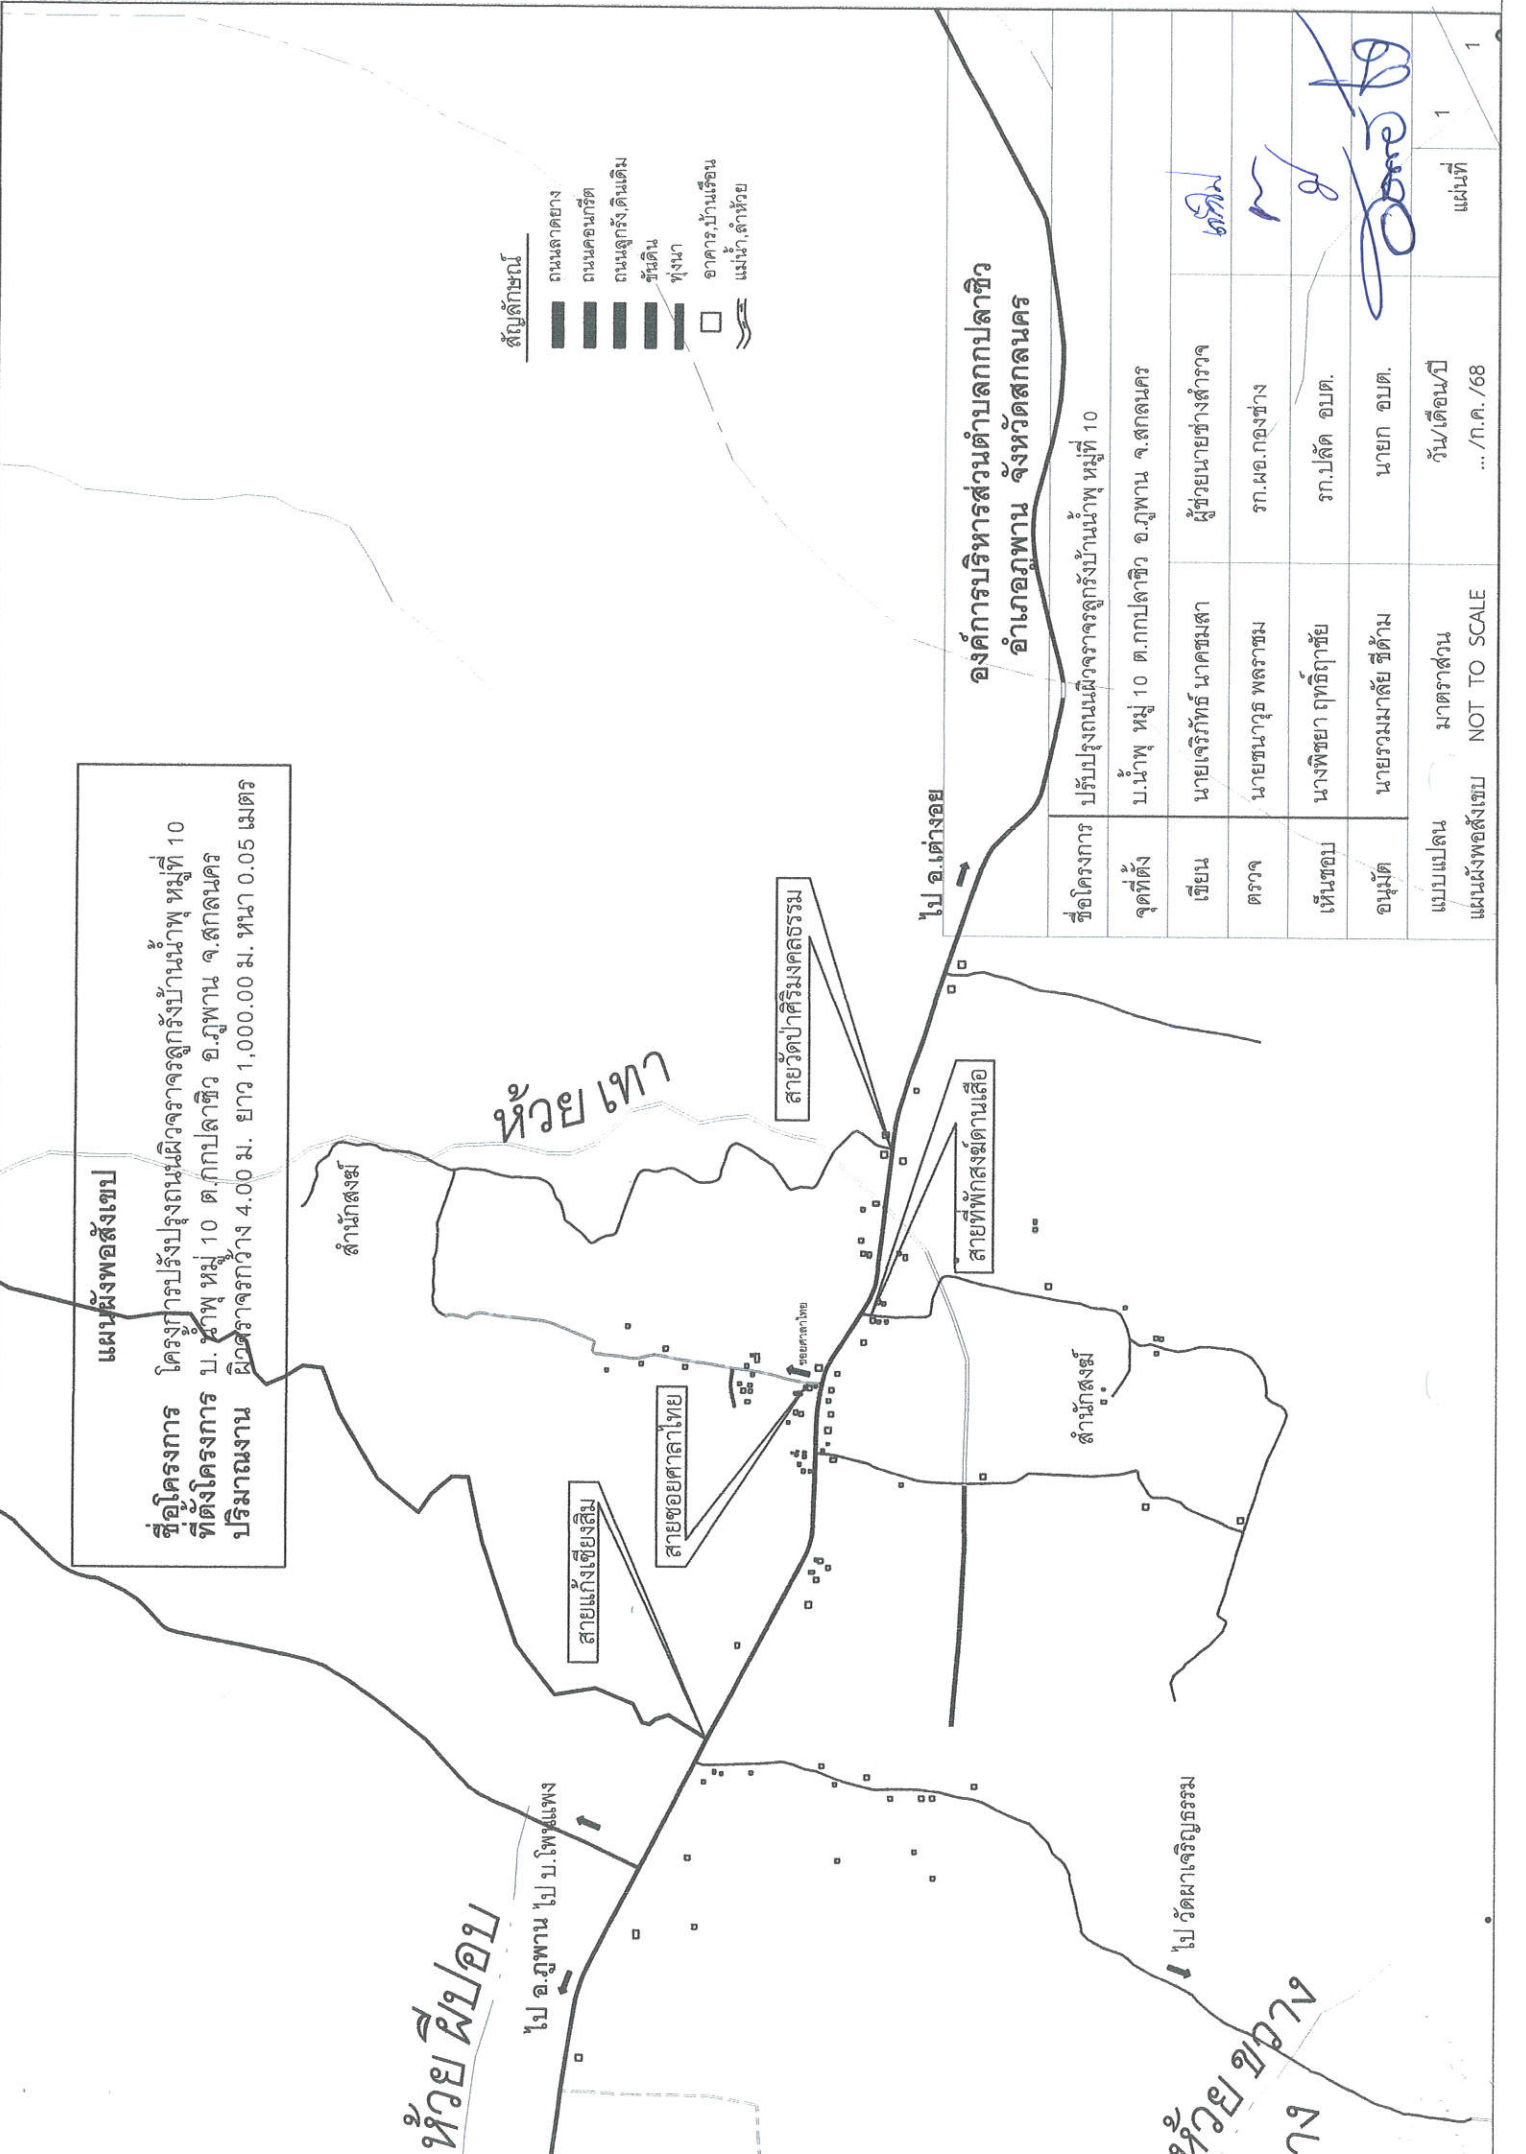 แผนผังพอสังเขป
ชื่อโครงการ โครงการปรับปรุงถนนผิวจราจรลูกรังบ้านน้ำพุ หมู่ที่ 10
ที่ตั้งโครงการ บ. น้ำพุ หมู่ 10 ต.กกปลาซิว อ.ภูพาน จ.สกลนคร
ปริมาณงาน ผิวจราจรกว้าง 4.00 ม. ยาว 1,000.00 ม. หนา 0.05 เมตร
สัญลักษณ์
ถนนลาดยาง
ถนนคอนกรีต
ถนนลูกรัง,ดินเดิม
ขันดิน
ทุ่งนา
อาคาร,บ้านเรือน
แม่น้ำ,ลำห้วย
สำนักสงฆ์
ห้วย เทา
ห้วย ผีปอบ
ไป อ.ภูพาน
ไป บ.โพนแพง
สายแก้งเชียงสิม
สายซอยศาลาไทย
ซอยศาลาไทย
สายวัดป่าศิริมงคลธรรม
ไป อ.เต่างอย
สายที่พักสงฆ์ดานเสือ
สำนักสงฆ์
ไป วัดผาเจริญธรรม
ห้วย ขวาง
าง
องค์การบริหารส่วนตำบลกกปลาซิว
อำเภอภูพาน จังหวัดสกลนคร
ชื่อโครงการ ปรับปรุงถนนผิวจราจรลูกรังบ้านน้ำพุ หมู่ที่ 10
จุดที่ตั้ง บ.น้ำพุ หมู่ 10 ต.กกปลาซิว อ.ภูพาน จ.สกลนคร
เขียน นายเจริภัทธ์ นาคชมสา ผู้ช่วยนายช่างสำรวจ
ตรวจ นายชนาวุธ พลราชม รก.ผอ.กองช่าง
เห็นชอบ นางพิชยา ฤทธิ์ฤาชัย รก.ปลัด อบต.
อนุมัติ นายรวมมาลัย ชีด้าม นายก อบต.
แบบแปลน มาตราส่วน วัน/เดือน/ปี แผ่นที่ 1
แผนผังพอสังเขบ NOT TO SCALE ... /ก.ค. /68 1